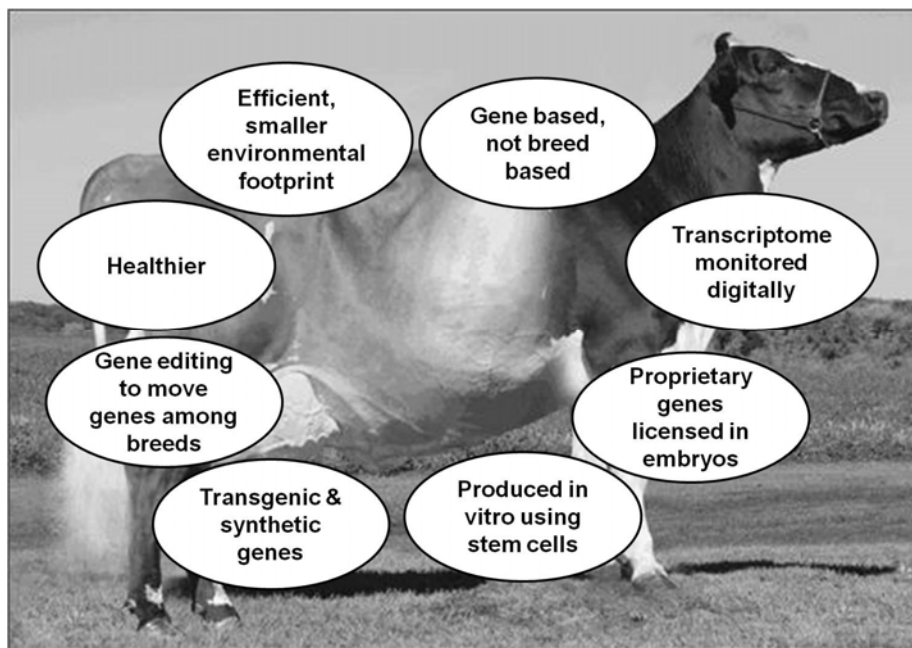 Efficient,
smaller
environmental
footprint
Gene based,
not breed
based
Healthier
Transcriptome
monitored
digitally
Gene editing
to move
genes among
breeds
Proprietary
genes
licensed in
embryos
Transgenic &
synthetic
genes
Produced in
vitro using
stem cells